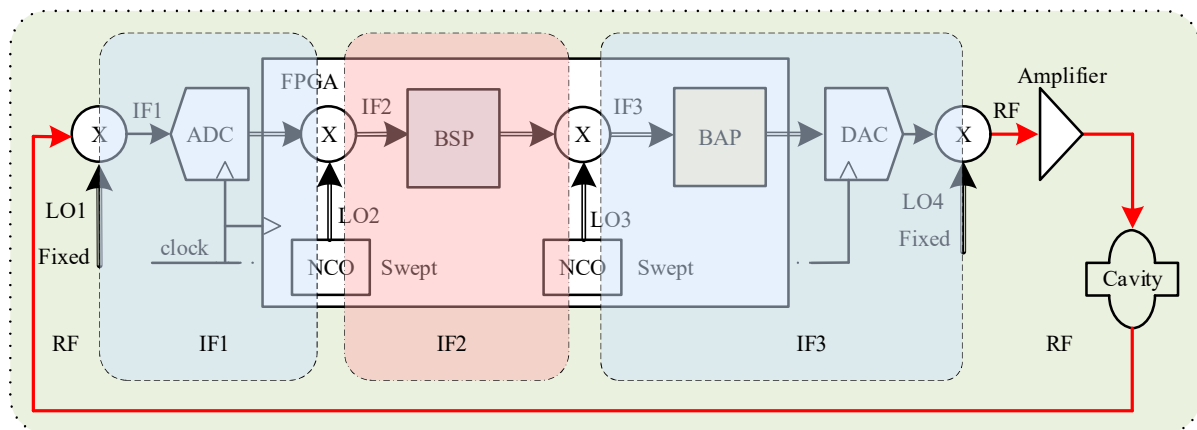 Amplifier
FPGA
IF1
IF2
IF3
RF
X
ADC
X
BSP
X
BAP
DAC
X
LO1
LO2
LO3
LO4
Fixed
clock
NCO
Swept
NCO
Swept
Fixed
Cavity
RF
IF1
IF2
IF3
RF